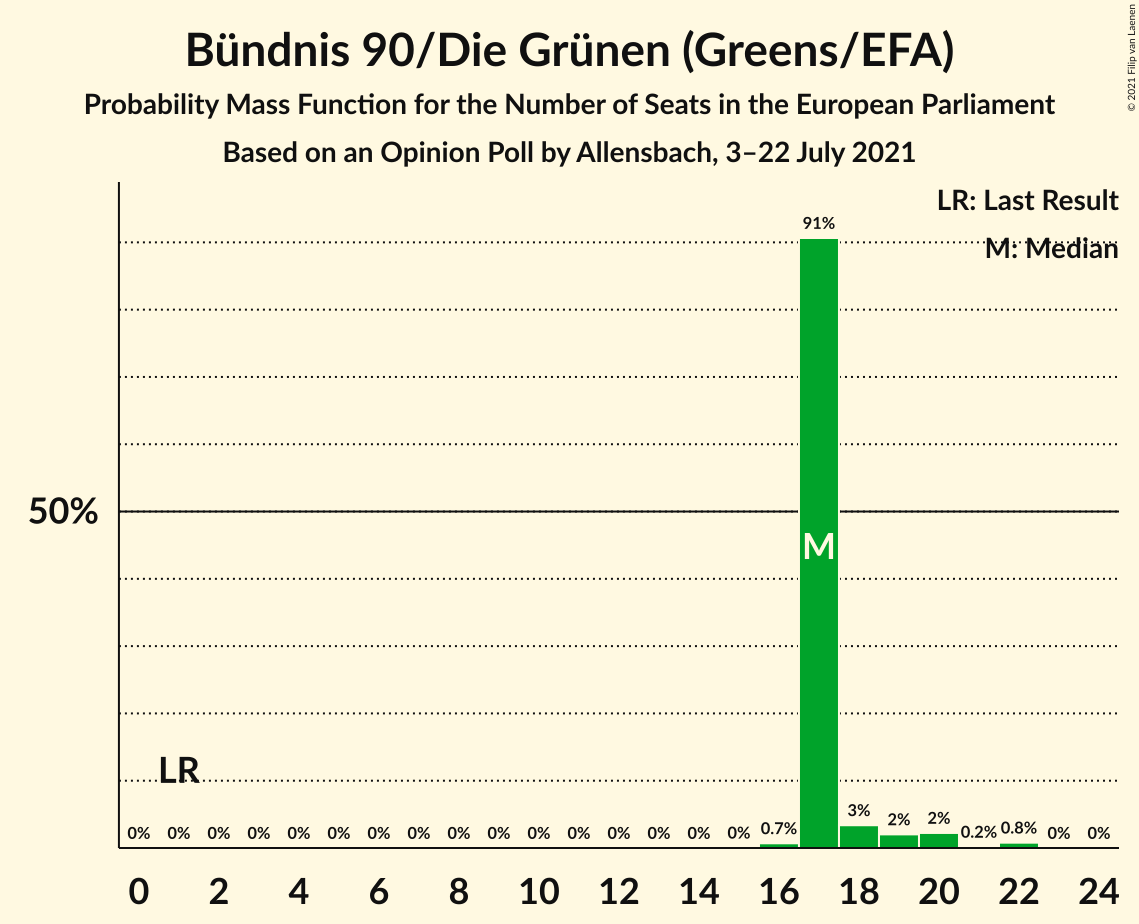 Bündnis 90/Die Grünen (Greens/EFA)
Probability Mass Function for the Number of Seats in the European Parliament
Based on an Opinion Poll by Allensbach, 3–22 July 2021
© 2021 Filip van Laenen
LR: Last Result
M: Median
91%
50%
M
LR
0% 0% 0% 0% 0% 0% 0% 0% 0% 0% 0% 0% 0% 0% 0% 0% 0.7% 3% 2% 2% 0.2% 0.8% 0% 0%
0 2 4 6 8 10 12 14 16 18 20 22 24